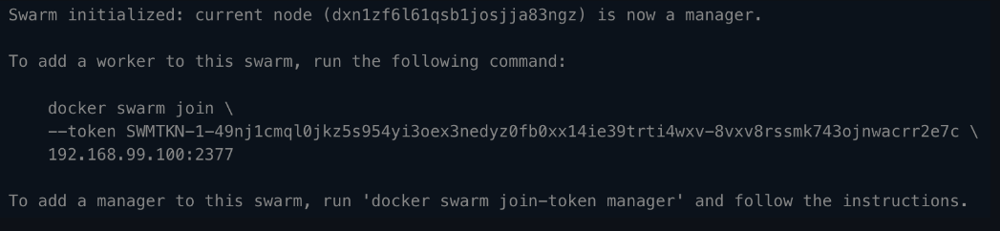 Swarm initialized: current node (dxn1zf6l61qsb1josjja83ngz) is now a manager.
To add a worker to this swarm, run the following command:
docker swarm join \
--token SWMTKN-1-49nj1cmql0jkz5s954yi3oex3nedyz0fb0xx14ie39trti4wxv-8vxv8rssmk743ojnwacrr2e7c \
192.168.99.100:2377
To add a manager to this swarm, run 'docker swarm join-token manager' and follow the instructions.